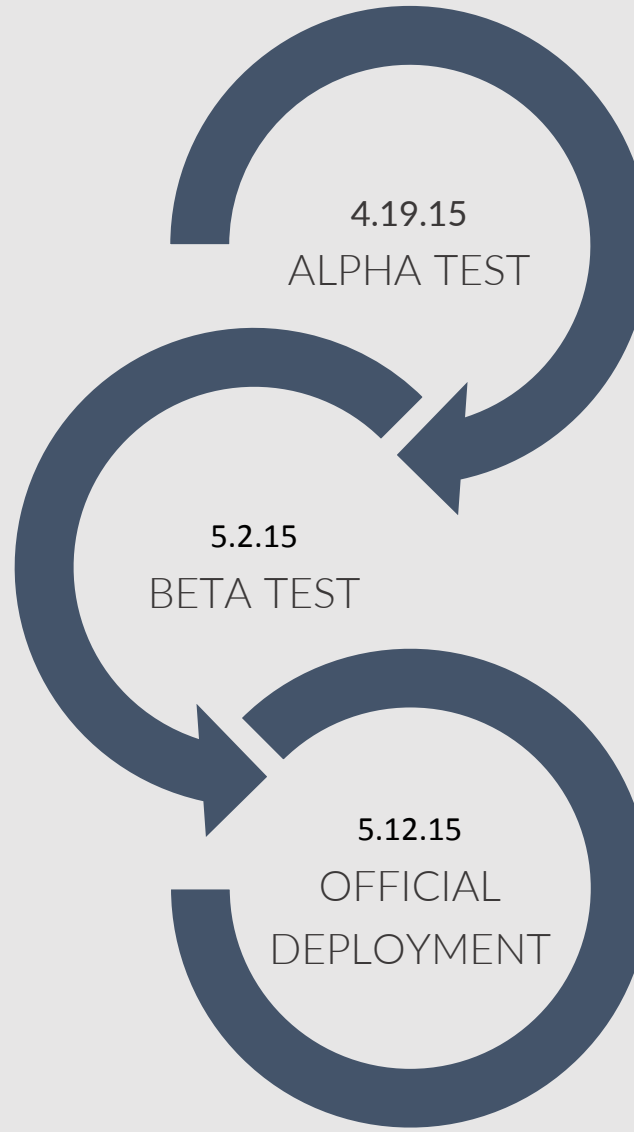 4.19.15
ALPHA TEST
5.2.15
BETA TEST
5.12.15
OFFICIAL
DEPLOYMENT